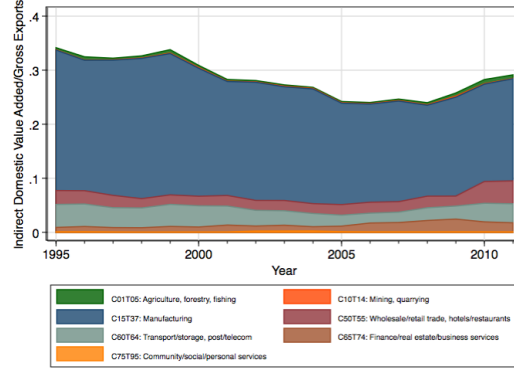 Indirect Domestic Value Added/Gross Exports
.4
.3
.2
.1
0
1995
2000
2005
2010
Year
C01T05: Agriculture, forestry, fishing
C10T14: Mining, quarrying
C15T37: Manufacturing
C50T55: Wholesale/retail trade, hotels/restaurants
C60T64: Transport/storage, post/telecom
C65T74: Finance/real estate/business services
C75T95: Community/social/personal services